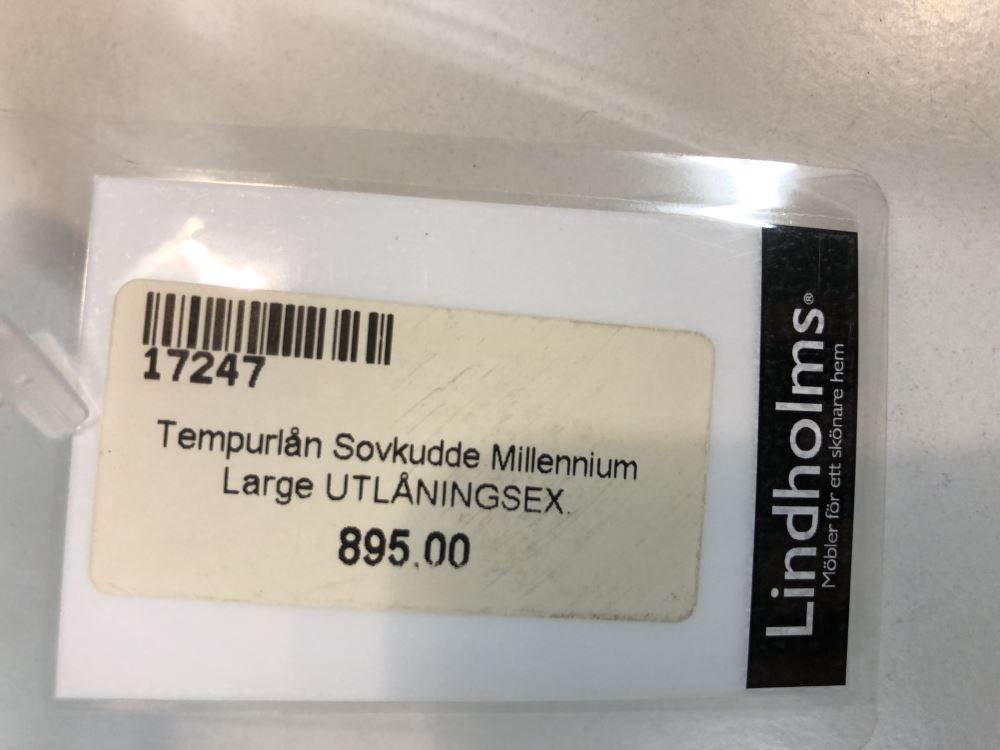 17247
Tempurlån Sovkudde Millennium
Large UTLÅNINGSEX.
895.00
Lindholms®
Möbler för ett skönare hem